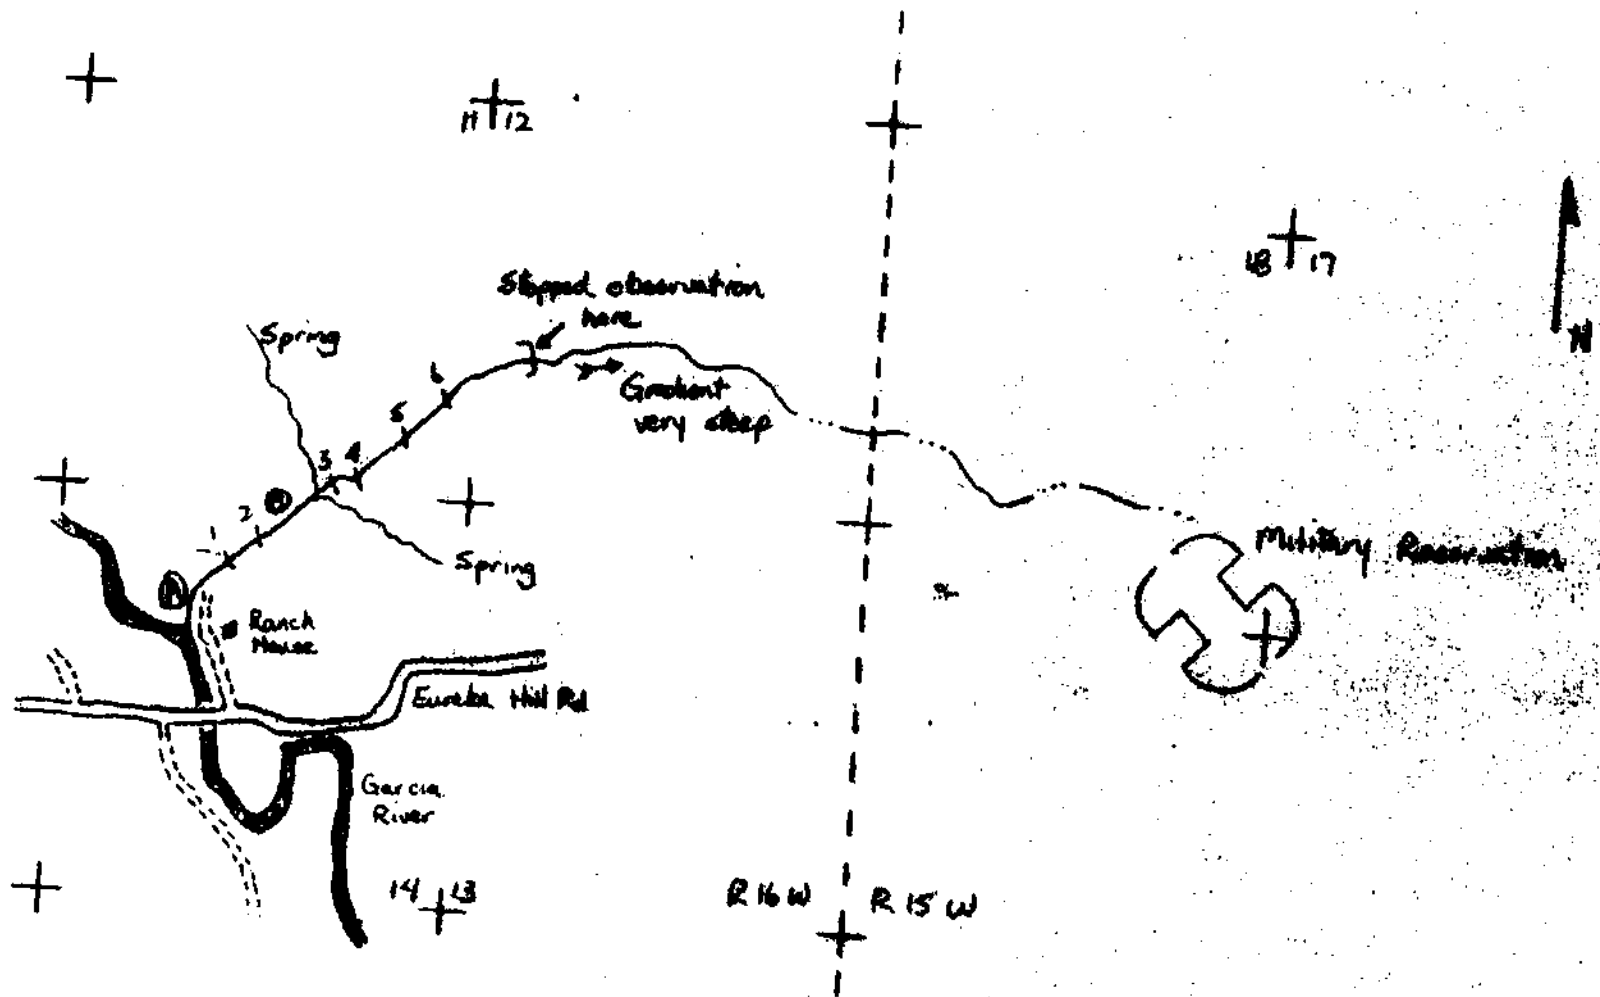 11 12
18 17
N
Stopped observation
here
Spring
6
Gradient
very steep
5
3 4
2 B
1
Spring
A
Military Reservation
Ranch
House
Eureka Hill Rd
Garcia
River
14 13
R 16 W R 15 W